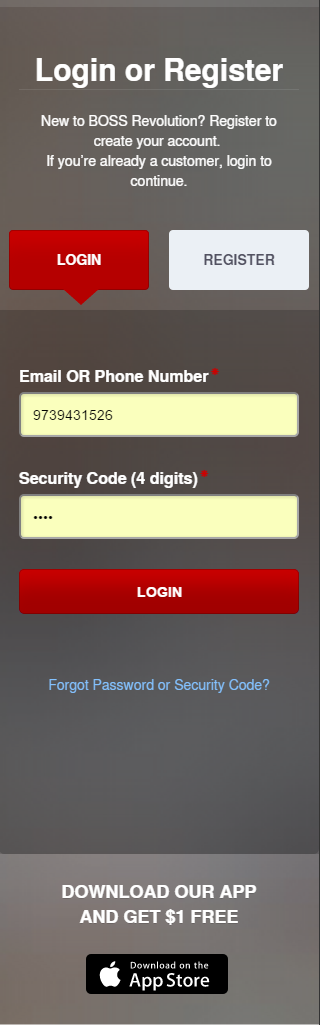 Login or Register
New to BOSS Revolution? Register to
create your account.
If you're already a customer, login to
continue.
LOGIN
REGISTER
Email OR Phone Number *
9739431526
Security Code (4 digits) *
••••
LOGIN
Forgot Password or Security Code?
DOWNLOAD OUR APP
AND GET $1 FREE
Download on the
App Store